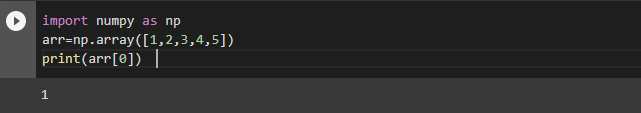 import numpy as np
arr=np.array([1,2,3,4,5])
print(arr[0])
1